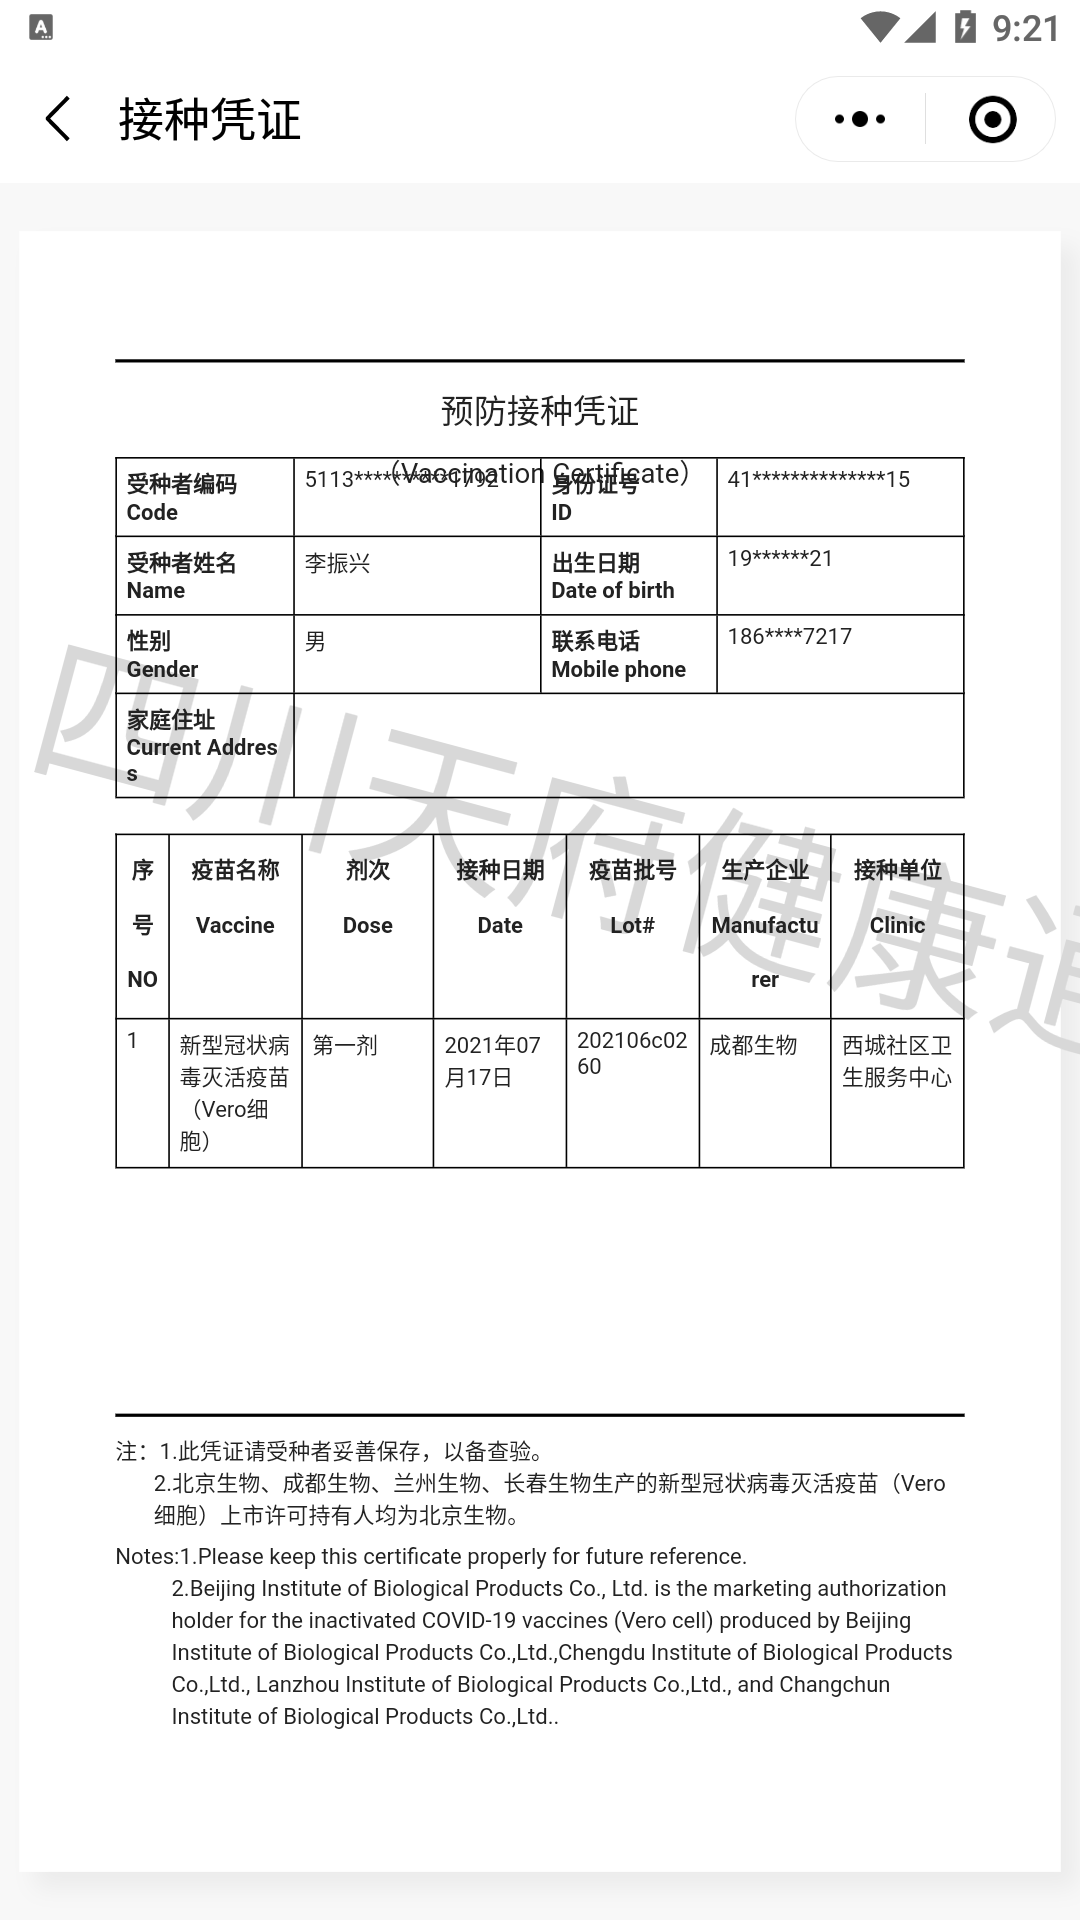 9:21
接种凭证
预防接种凭证
（Vaccination Certificate）
受种者编码 5113**********1792 身份证号 41**************15
Code ID
受种者姓名 李振兴 出生日期 19******21
Name Date of birth
性别 男 联系电话 186****7217
Gender Mobile phone
家庭住址
Current Addres
s
四川天府健康通
序 疫苗名称 剂次 接种日期 疫苗批号 生产企业 接种单位
号 Vaccine Dose Date Lot# Manufactu Clinic
NO rer
1 新型冠状病 第一剂 2021年07 202106c02 成都生物 西城社区卫
毒灭活疫苗 月17日 60 生服务中心
（Vero细
胞）
注：1.此凭证请受种者妥善保存，以备查验。
2.北京生物、成都生物、兰州生物、长春生物生产的新型冠状病毒灭活疫苗（Vero
细胞）上市许可持有人均为北京生物。
Notes:1.Please keep this certificate properly for future reference.
2.Beijing Institute of Biological Products Co., Ltd. is the marketing authorization
holder for the inactivated COVID-19 vaccines (Vero cell) produced by Beijing
Institute of Biological Products Co.,Ltd.,Chengdu Institute of Biological Products
Co.,Ltd., Lanzhou Institute of Biological Products Co.,Ltd., and Changchun
Institute of Biological Products Co.,Ltd..